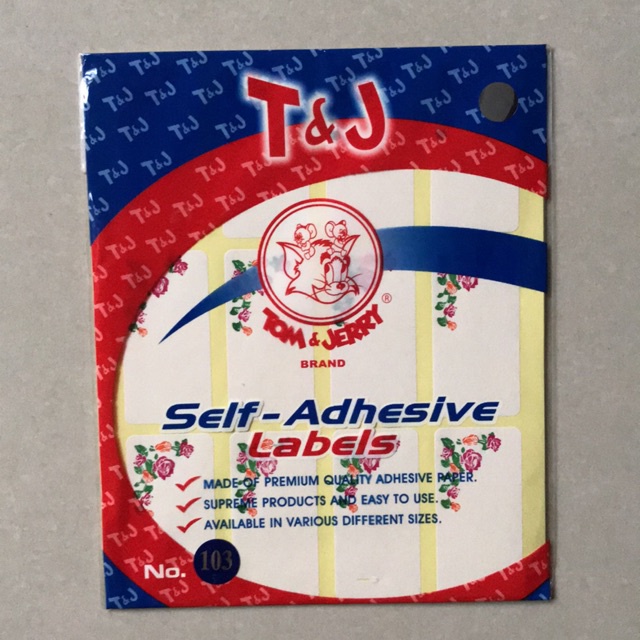 T&J
TOM & JERRY ®
BRAND
Self-Adhesive
Labels
MADE OF PREMIUM QUALITY ADHESIVE PAPER.
SUPREME PRODUCTS AND EASY TO USE.
AVAILABLE IN VARIOUS DIFFERENT SIZES.
No. 103